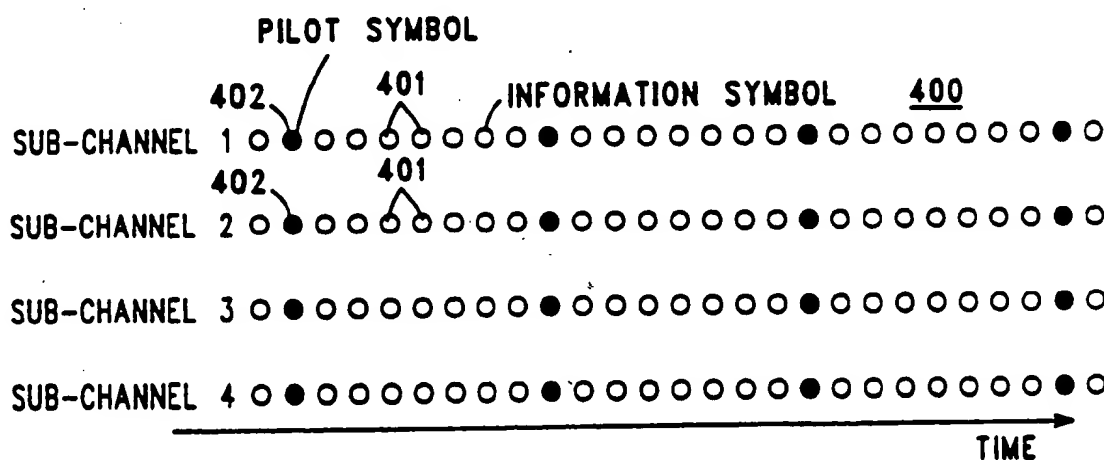 PILOT SYMBOL
402 401 INFORMATION SYMBOL 400
SUB-CHANNEL 1
402 401
SUB-CHANNEL 2
SUB-CHANNEL 3
SUB-CHANNEL 4
TIME